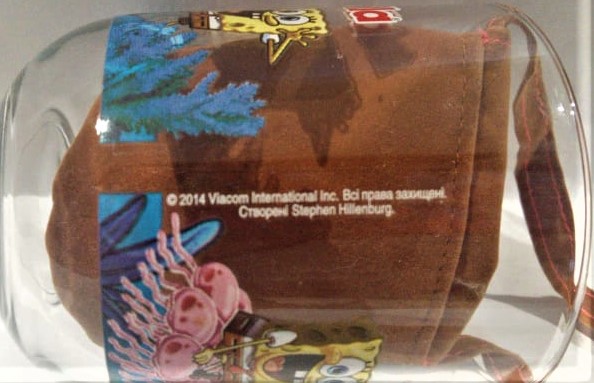 © 2014 Viacom International Inc. Всі права захищені.
Створені Stephen Hillenburg.